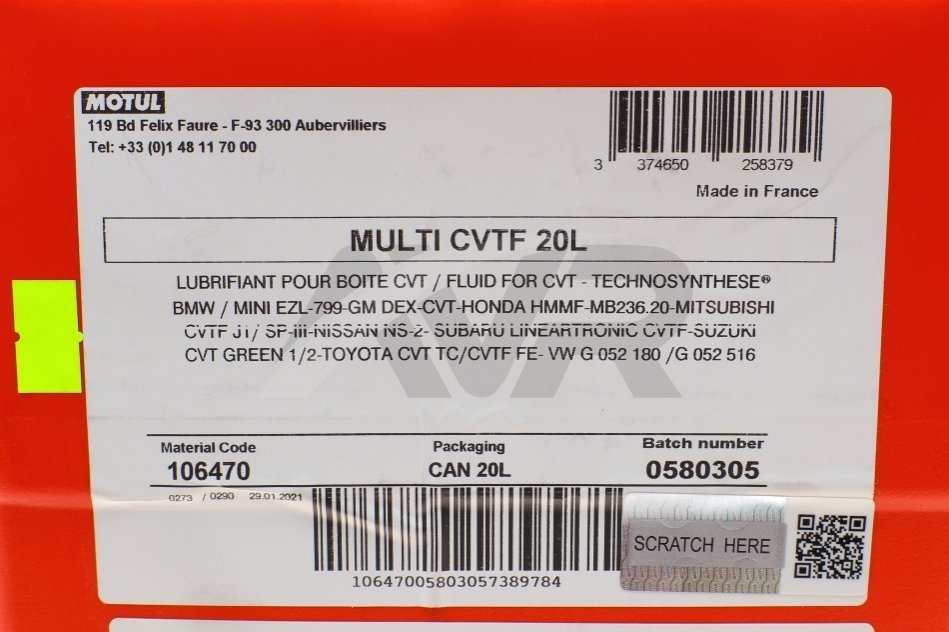 MOTUL
119 Bd Felix Faure - F-93 300 Aubervilliers
Tel: +33 (0)1 48 11 70 00
3 374650 258379
Made in France
MULTI CVTF 20L
LUBRIFIANT POUR BOITE CVT / FLUID FOR CVT - TECHNOSYNTHESE®
BMW / MINI EZL-799-GM DEX-CVT-HONDA HMMF-MB236.20-MITSUBISHI
CVTF J1/ SP-III-NISSAN NS-2- SUBARU LINEARTRONIC CVTF-SUZUKI
CVT GREEN 1/2-TOYOTA CVT TC/CVTF FE- VW G 052 180 /G 052 516
AVR
Material Code Packaging Batch number
106470 CAN 20L 0580305
0273 / 0290 29.01.2021
10647005803057389784
SCRATCH HERE